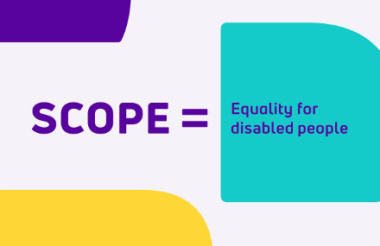 SCOPE =
Equality for
disabled people